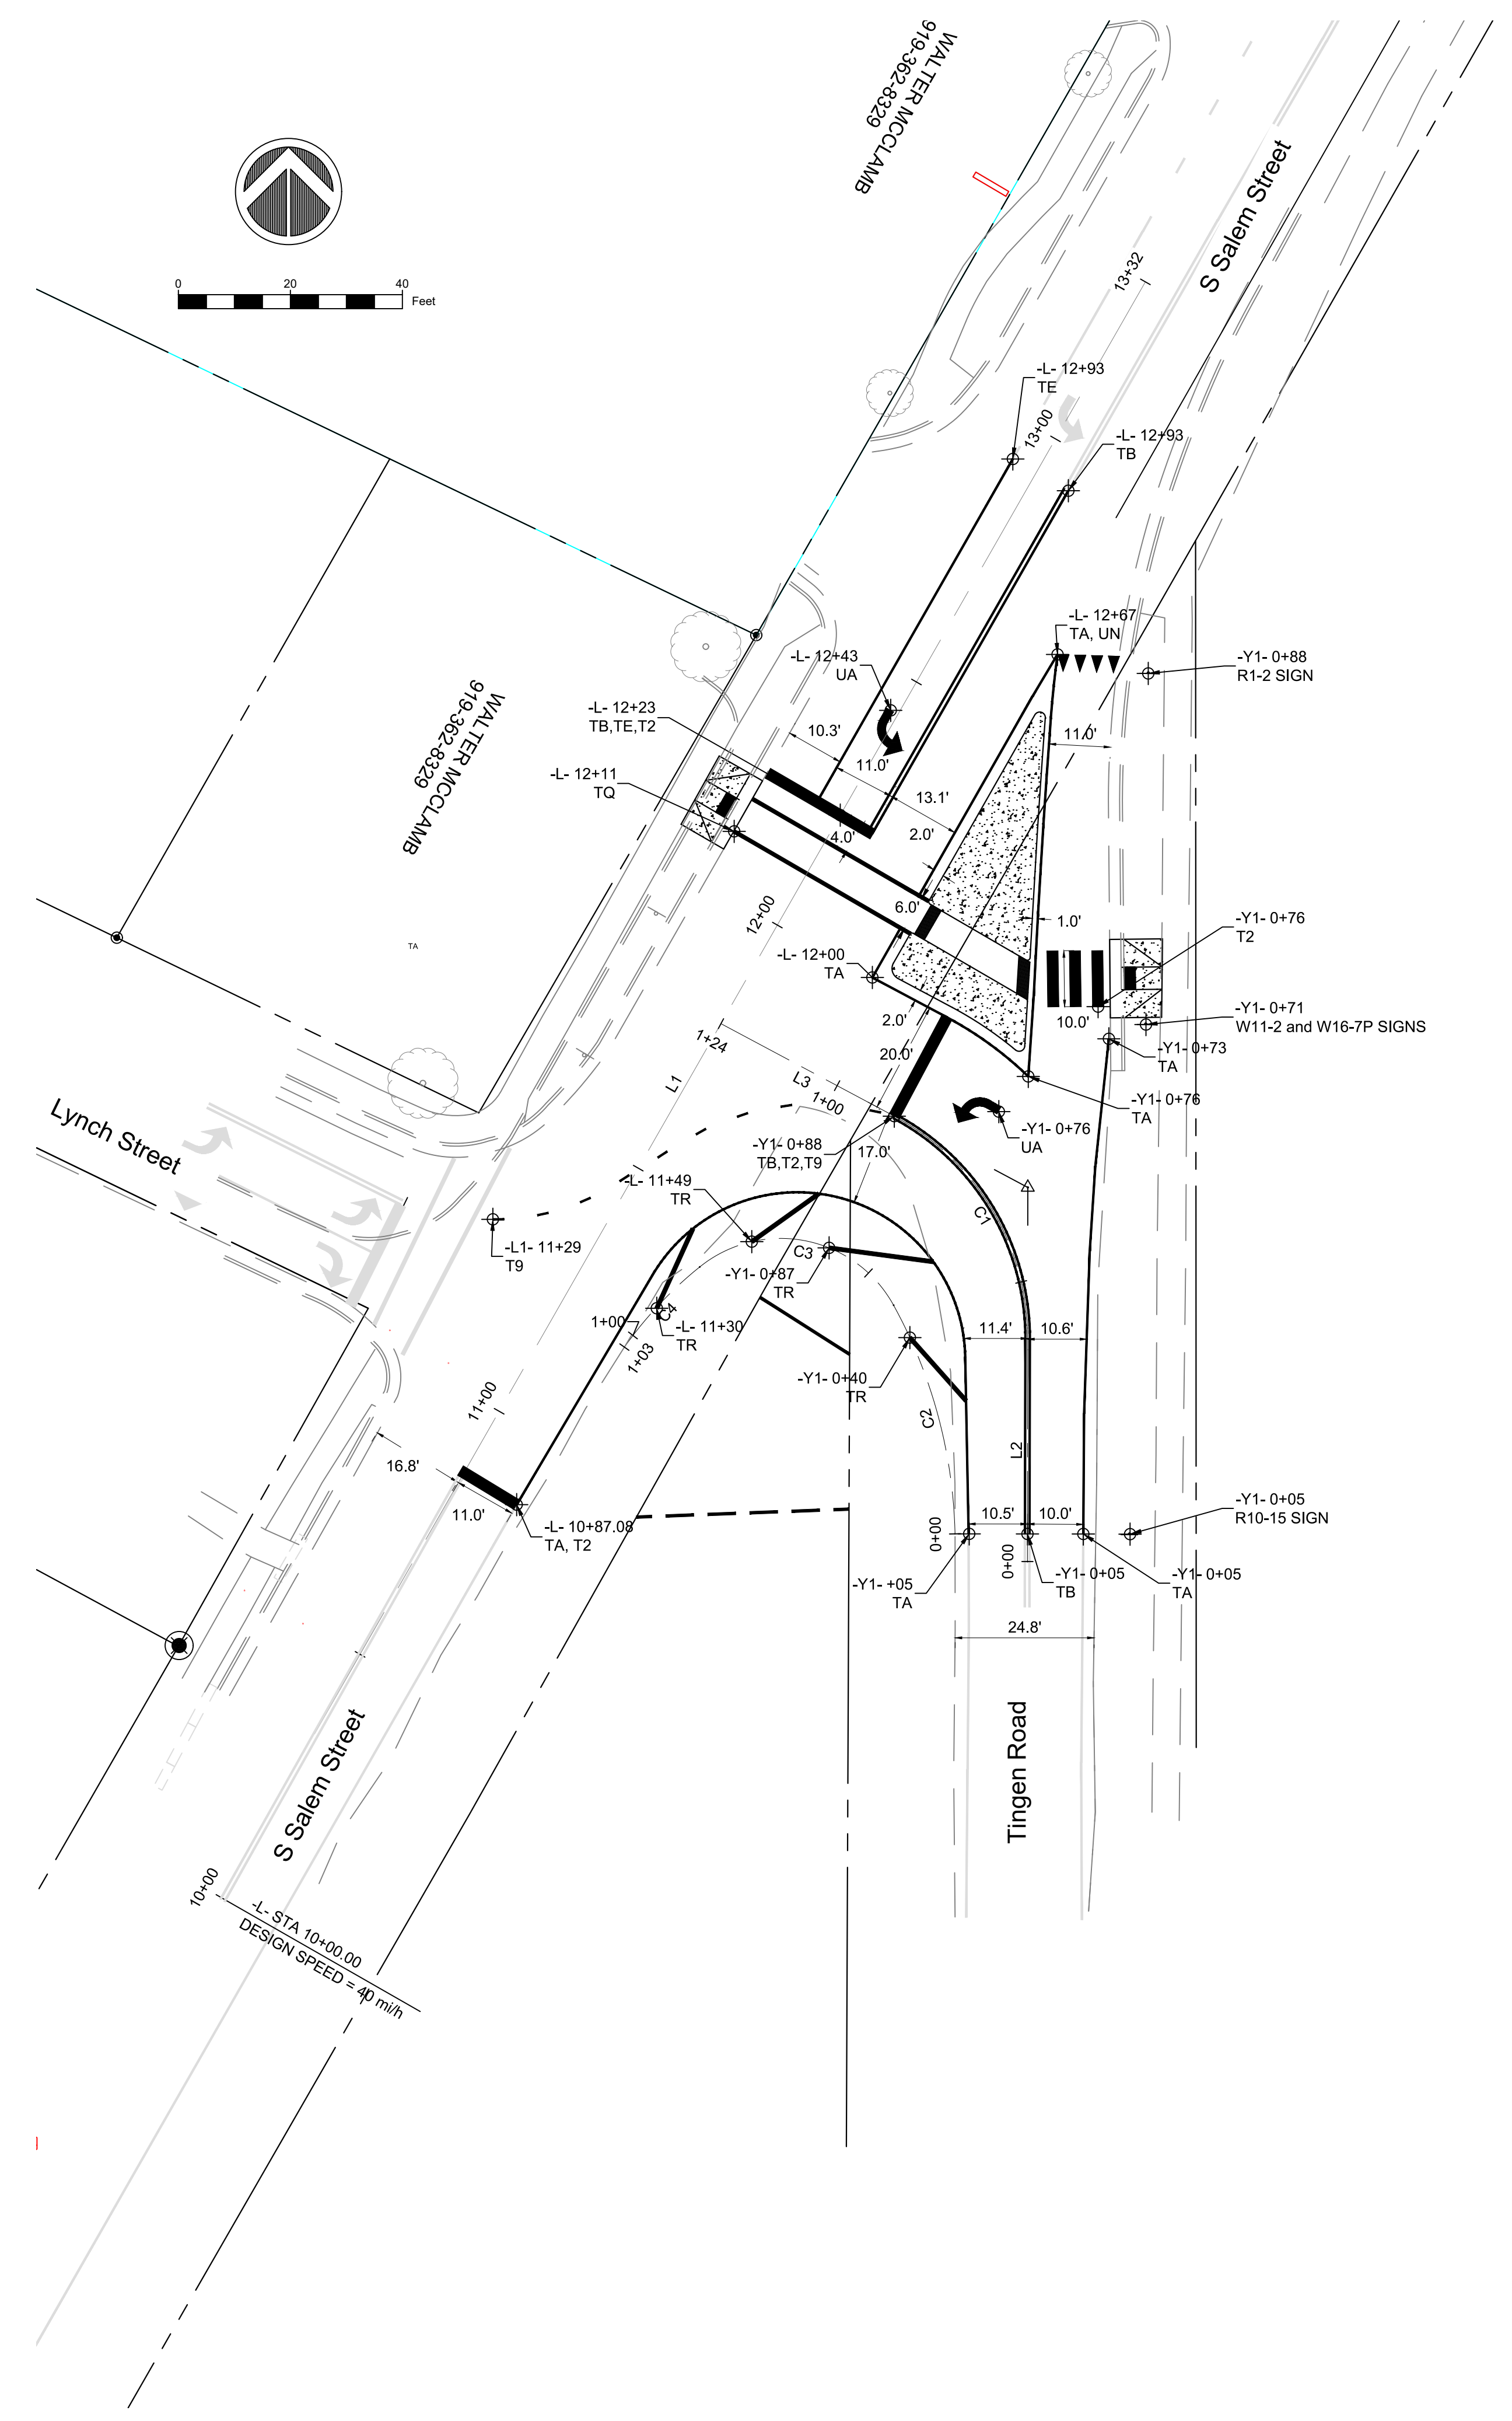 WALTER MCCLAMB
919-362-8329
S Salem Street
0 20 40
Feet
13+32
-L- 12+93
TE
13+00
-L- 12+93
TB
-L- 12+67
TA, UN
-Y1- 0+88
R1-2 SIGN
-L- 12+43
UA
WALTER MCCLAMB
919-362-8329
-L- 12+23
TB,TE,T2
10.3'
11.0'
11.0'
-L- 12+11
TQ
13.1'
2.0'
4.0'
6.0'
1.0'
-Y1- 0+76
T2
12+00
TA
-L- 12+00
TA
10.0'
-Y1- 0+71
W11-2 and W16-7P SIGNS
2.0'
20.0'
-Y1- 0+73
TA
1+24
L1
L3
1+00
-Y1- 0+76
TA
Lynch Street
-Y1- 0+76
UA
-Y1- 0+88
TB,T2,T9
17.0'
-L- 11+49
TR
C1
-L1- 11+29
T9
C3
-Y1- 0+87
TR
C4
1+00
-L- 11+30
TR
1+03
11.4'
10.6'
-Y1- 0+40
TR
11+00
C2
L2
16.8'
11.0'
-L- 10+87.08
TA, T2
10.5'
10.0'
-Y1- 0+05
R10-15 SIGN
0+00
0+00
-Y1- +05
TA
-Y1- 0+05
TB
-Y1- 0+05
TA
24.8'
S Salem Street
Tingen Road
10+00
-L- STA 10+00.00
DESIGN SPEED = 40 mi/h